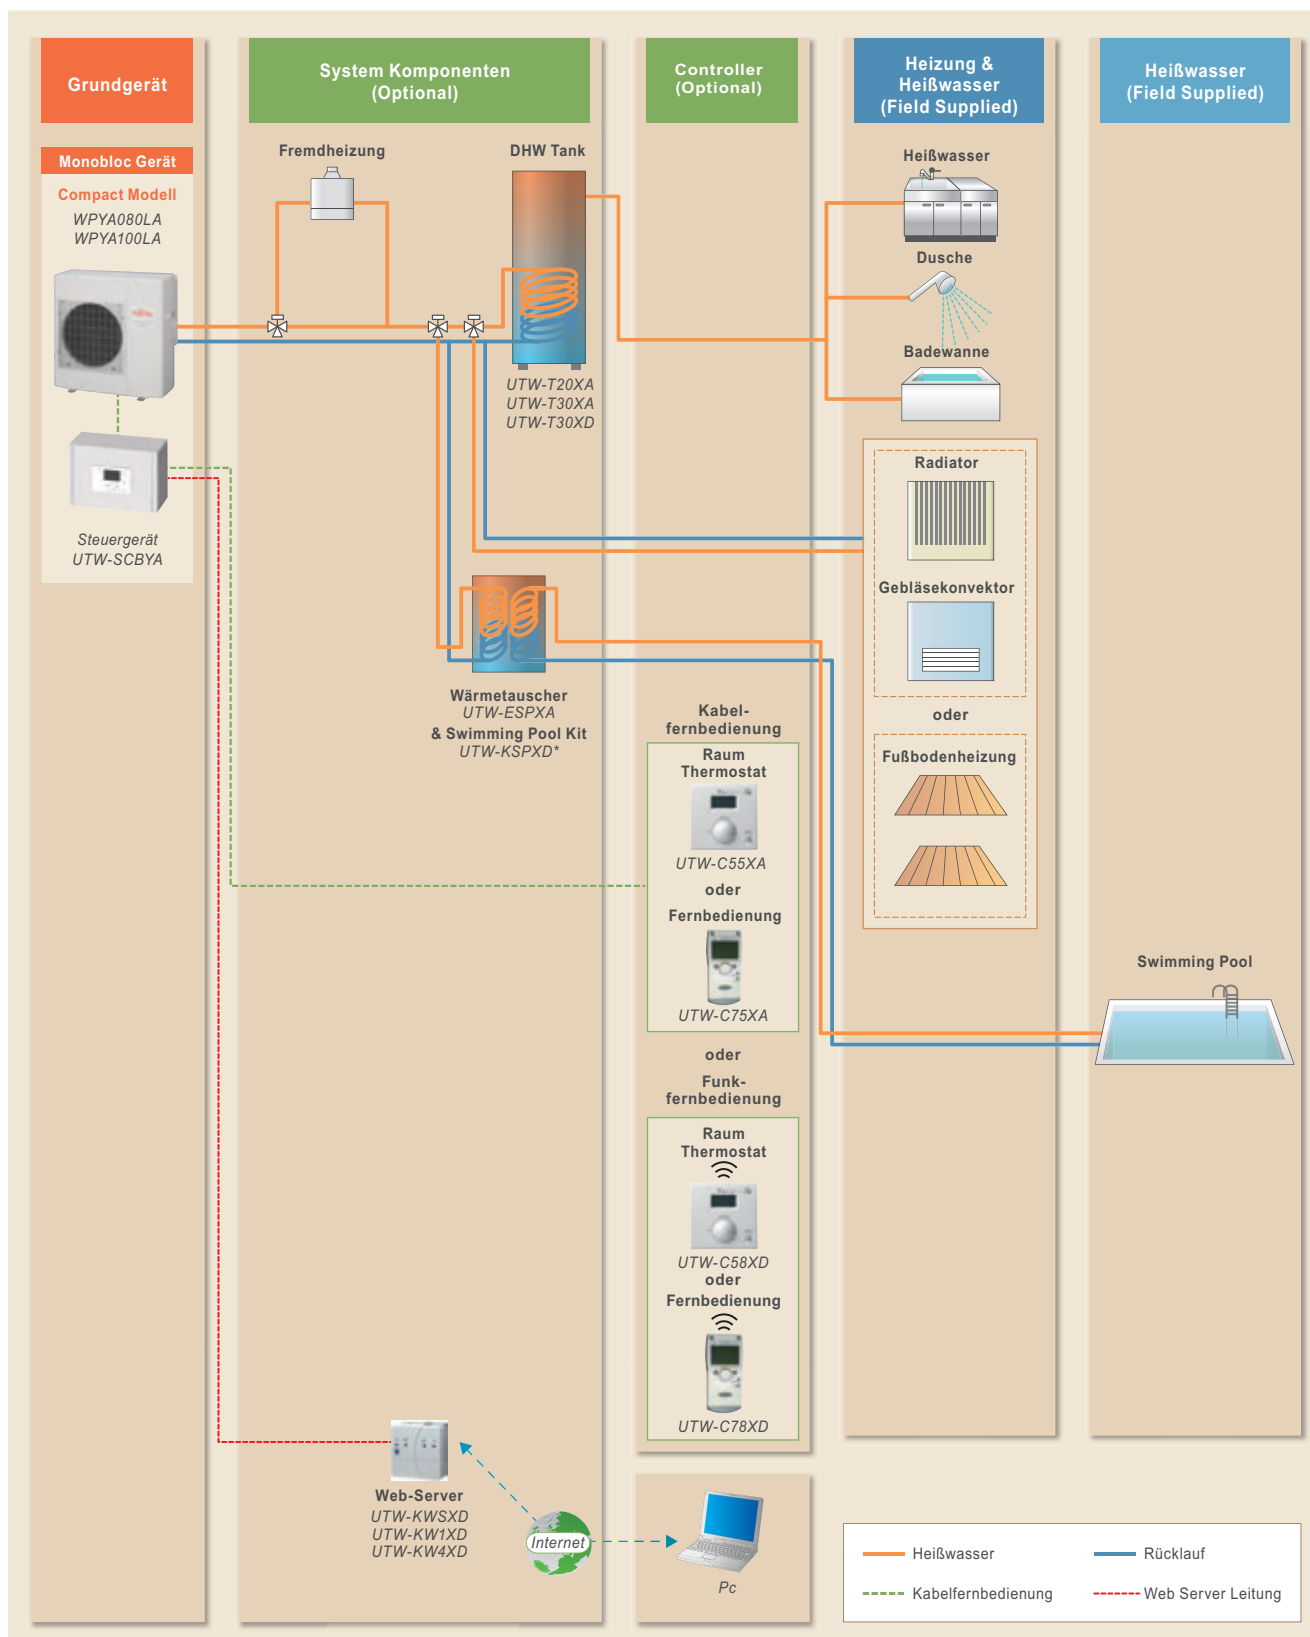 Grundgerät
System Komponenten
(Optional)
Controller
(Optional)
Heizung &
Heißwasser
(Field Supplied)
Heißwasser
(Field Supplied)
Monobloc Gerät
Compact Modell
WPYA080LA
WPYA100LA
Steuergerät
UTW-SCBYA
Fremdheizung
DHW Tank
UTW-T20XA
UTW-T30XA
UTW-T30XD
Wärmetauscher
UTW-ESPXA
& Swimming Pool Kit
UTW-KSPXD*
Web-Server
UTW-KWSXD
UTW-KW1XD
UTW-KW4XD
Internet
Kabel-
fernbedienung
Raum
Thermostat
UTW-C55XA
oder
Fernbedienung
UTW-C75XA
oder
Funk-
fernbedienung
Raum
Thermostat
UTW-C58XD
oder
Fernbedienung
UTW-C78XD
Pc
Heißwasser
Dusche
Badewanne
Radiator
Gebläsekonvektor
oder
Fußbodenheizung
Swimming Pool
Heißwasser
Rücklauf
Kabelfernbedienung
Web Server Leitung